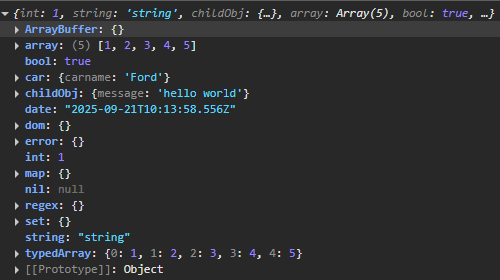 ▼{int: 1, string: 'string', childObj: {…}, array: Array(5), bool: true, …}
▶ ArrayBuffer: {}
▶ array: (5) [1, 2, 3, 4, 5]
bool: true
▶ car: {carname: 'Ford'}
▶ childObj: {message: 'hello world'}
date: "2025-09-21T10:13:58.556Z"
▶ dom: {}
▶ error: {}
int: 1
▶ map: {}
nil: null
▶ regex: {}
▶ set: {}
string: "string"
▶ typedArray: {0: 1, 1: 2, 2: 3, 3: 4, 4: 5}
▶ [[Prototype]]: Object